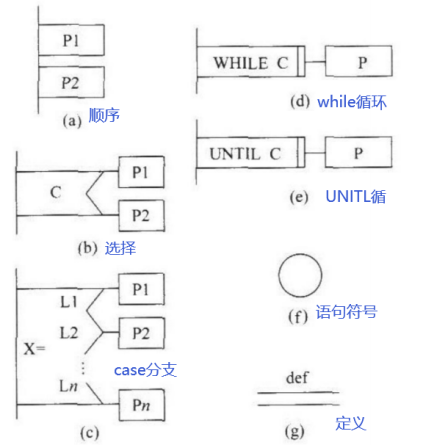 P1
P2
(a) 顺序
C
P1
P2
(b) 选择
X=
L1
P1
L2
P2
⋮
Ln
Pn
case分支
(c)
WHILE C
P
(d) while循环
UNTIL C
P
(e) UNITL循
(f) 语句符号
def
(g) 定义